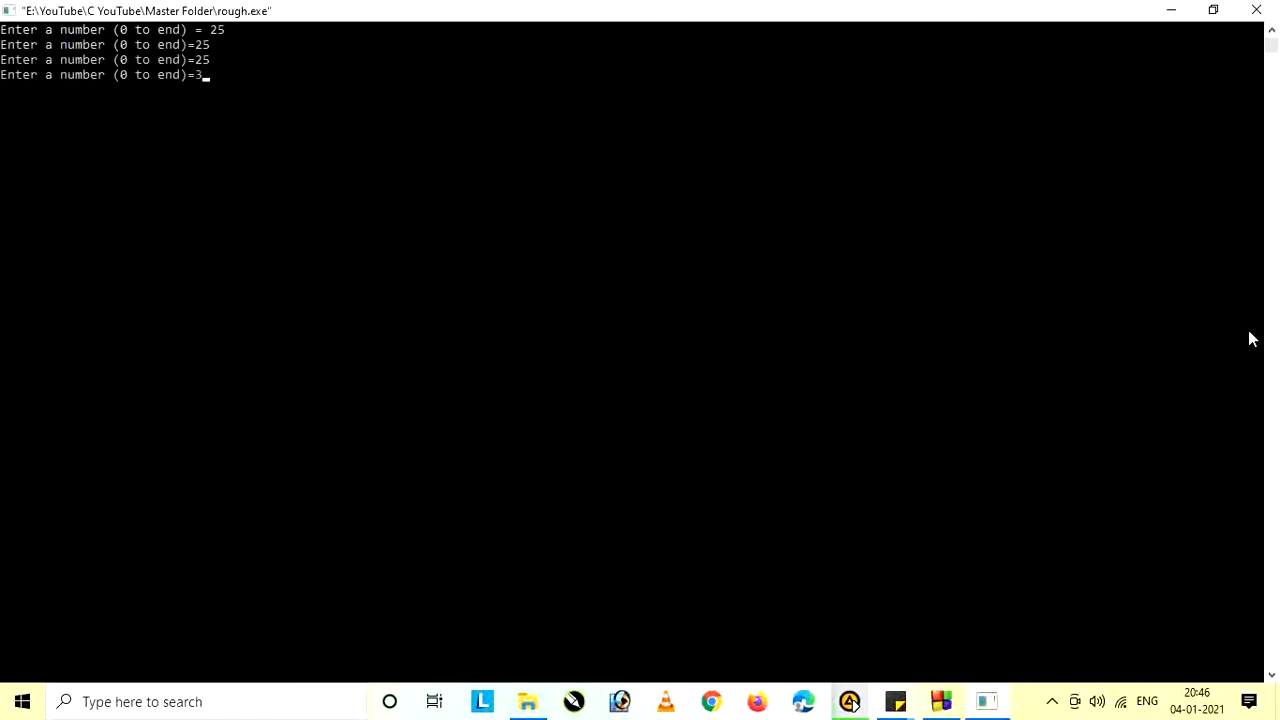 "E:\YouTube\C YouTube\Master Folder\rough.exe"
Enter a number (0 to end) = 25
Enter a number (0 to end)=25
Enter a number (0 to end)=25
Enter a number (0 to end)=3
Type here to search
L
ENG
20:46
04-01-2021